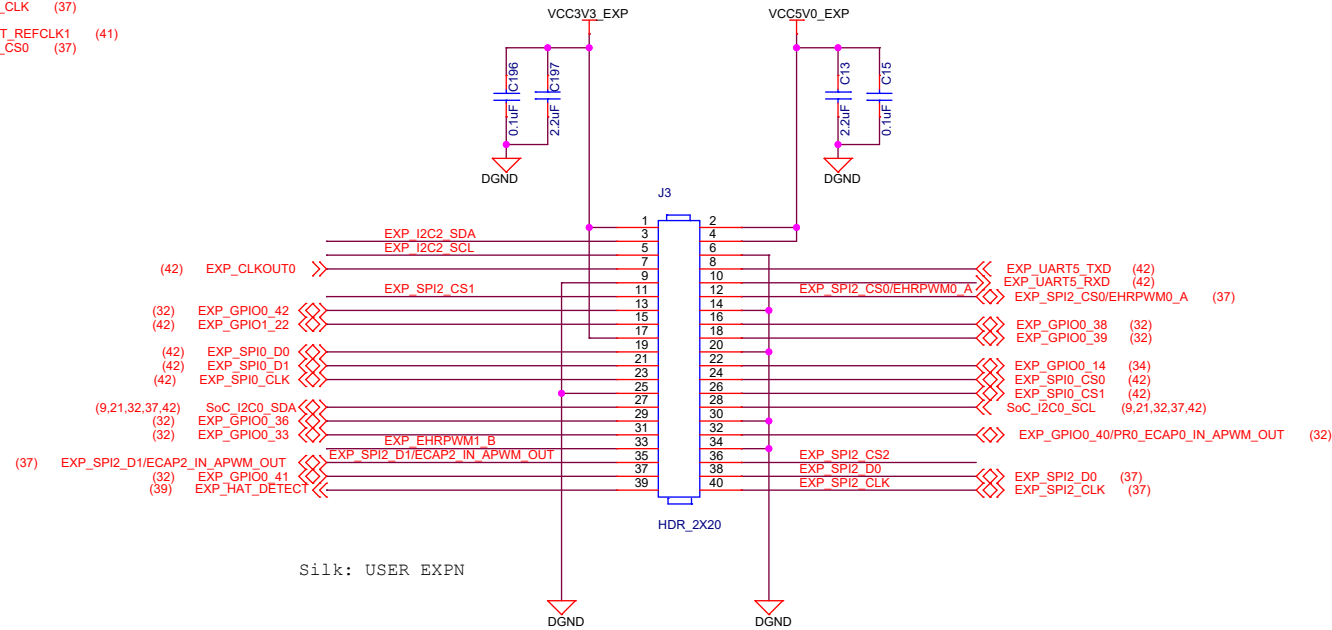 _CLK (37)
T_REFCLK1 (41)
_CS0 (37)
VCC3V3_EXP
VCC5V0_EXP
C196
0.1uF
C197
2.2uF
C13
2.2uF
C15
0.1uF
DGND
DGND
J3
1 2
EXP_I2C2_SDA 3 4
EXP_I2C2_SCL 5 6
(42) EXP_CLKOUT0 7 8 EXP_UART5_TXD (42)
9 10 EXP_UART5_RXD (42)
EXP_SPI2_CS1 11 12 EXP_SPI2_CS0/EHRPWM0_A EXP_SPI2_CS0/EHRPWM0_A (37)
(32) EXP_GPIO0_42 13 14
(42) EXP_GPIO1_22 15 16 EXP_GPIO0_38 (32)
17 18 EXP_GPIO0_39 (32)
(42) EXP_SPI0_D0 19 20
(42) EXP_SPI0_D1 21 22 EXP_GPIO0_14 (34)
(42) EXP_SPI0_CLK 23 24 EXP_SPI0_CS0 (42)
25 26 EXP_SPI0_CS1 (42)
(9,21,32,37,42) SoC_I2C0_SDA 27 28 SoC_I2C0_SCL (9,21,32,37,42)
(32) EXP_GPIO0_36 29 30
(32) EXP_GPIO0_33 31 32 EXP_GPIO0_40/PR0_ECAP0_IN_APWM_OUT (32)
EXP_EHRPWM1_B 33 34
(37) EXP_SPI2_D1/ECAP2_IN_APWM_OUT EXP_SPI2_D1/ECAP2_IN_APWM_OUT 35 36 EXP_SPI2_CS2
(32) EXP_GPIO0_41 37 38 EXP_SPI2_D0 EXP_SPI2_D0 (37)
(39) EXP_HAT_DETECT 39 40 EXP_SPI2_CLK EXP_SPI2_CLK (37)
HDR_2X20
Silk: USER EXPN
DGND
DGND